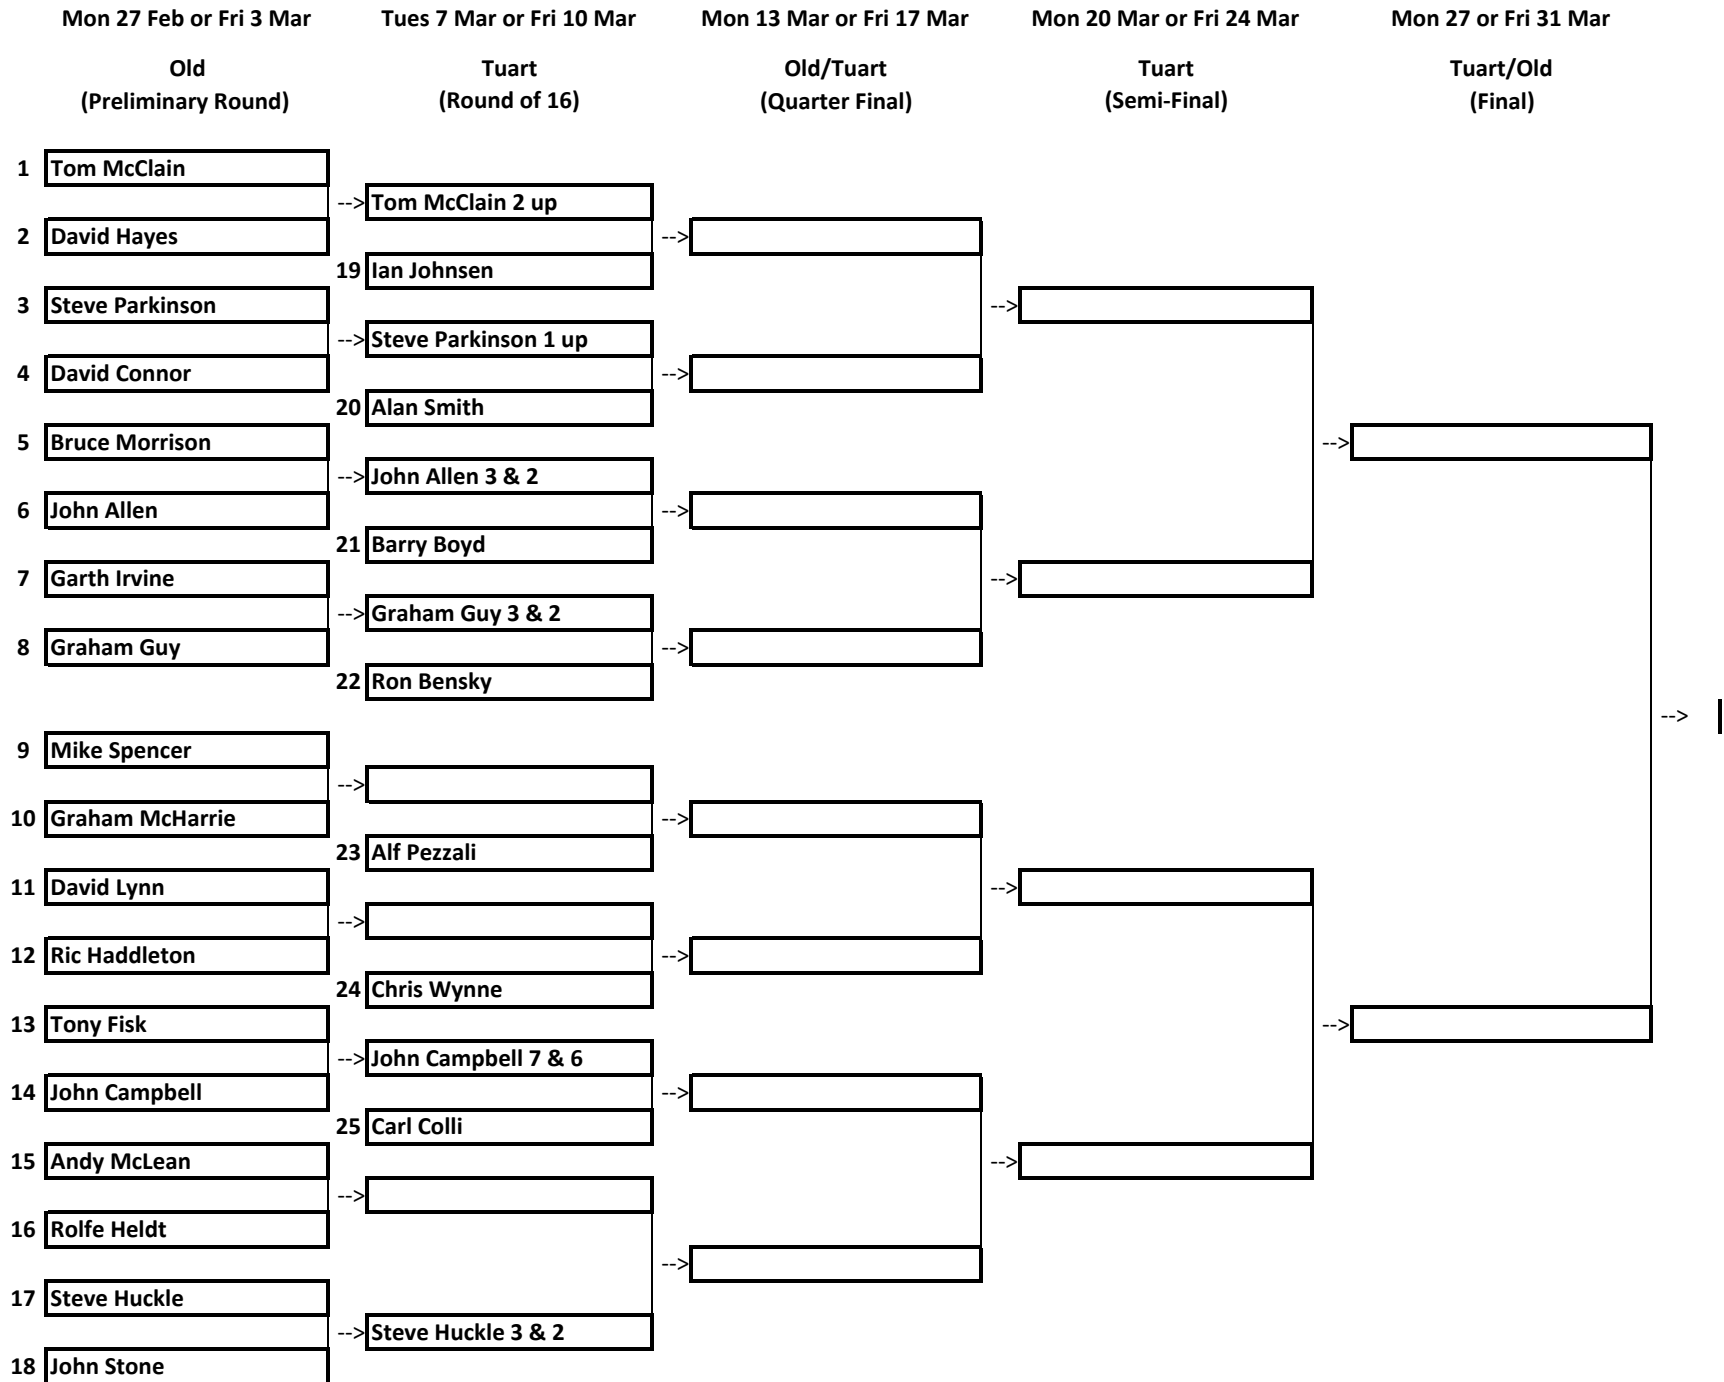 Mon 27 Feb or Fri 3 Mar Tues 7 Mar or Fri 10 Mar Mon 13 Mar or Fri 17 Mar Mon 20 Mar or Fri 24 Mar Mon 27 or Fri 31 Mar
Old Tuart Old/Tuart Tuart Tuart/Old
(Preliminary Round) (Round of 16) (Quarter Final) (Semi-Final) (Final)
1 Tom McClain
--> Tom McClain 2 up
2 David Hayes -->
19 Ian Johnsen
3 Steve Parkinson -->
--> Steve Parkinson 1 up
4 David Connor -->
20 Alan Smith
5 Bruce Morrison -->
--> John Allen 3 & 2
6 John Allen -->
21 Barry Boyd
7 Garth Irvine -->
--> Graham Guy 3 & 2
8 Graham Guy -->
22 Ron Bensky
-->
9 Mike Spencer
-->
10 Graham McHarrie -->
23 Alf Pezzali
11 David Lynn -->
-->
12 Ric Haddleton -->
24 Chris Wynne
13 Tony Fisk -->
--> John Campbell 7 & 6
14 John Campbell -->
25 Carl Colli
15 Andy McLean -->
-->
16 Rolfe Heldt
-->
17 Steve Huckle
--> Steve Huckle 3 & 2
18 John Stone